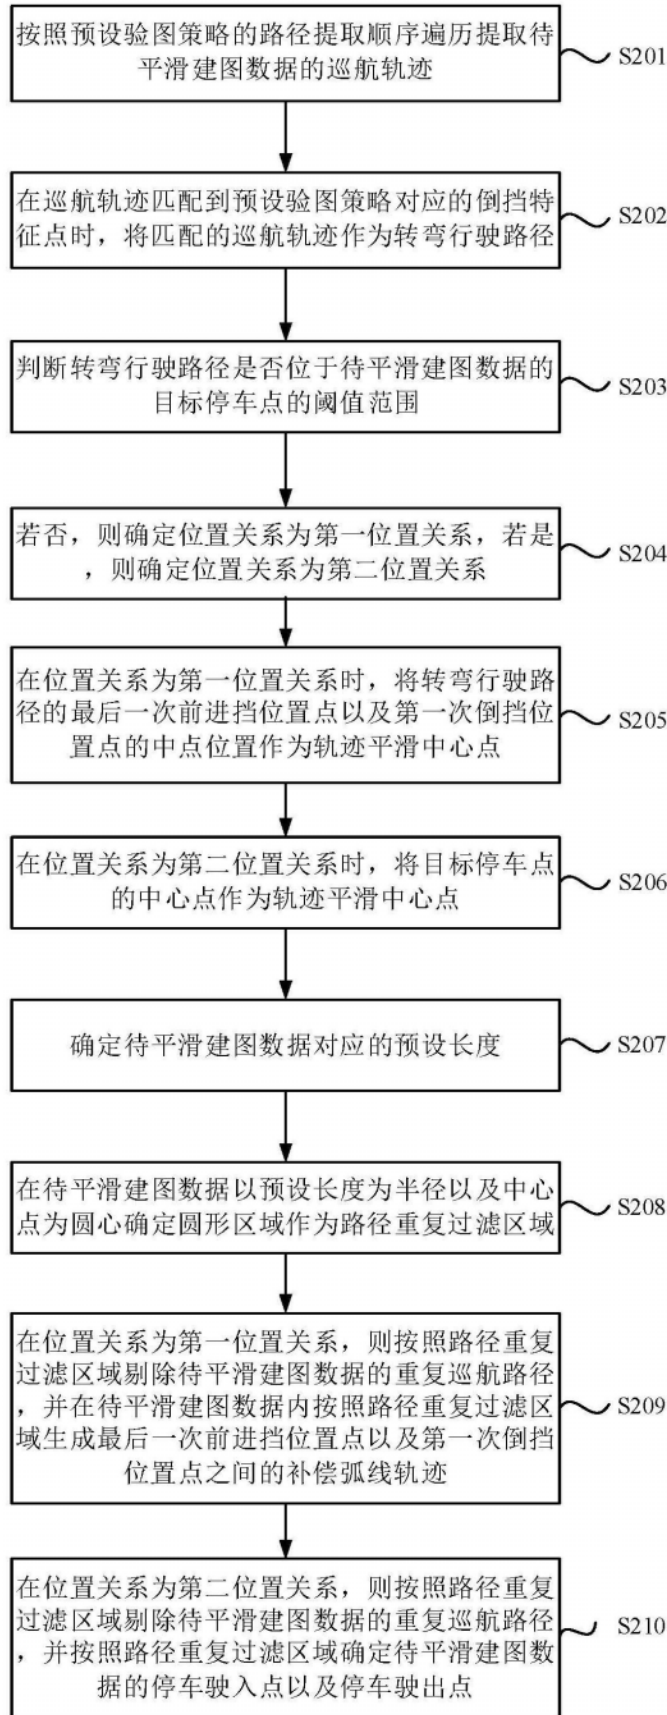 按照预设验图策略的路径提取顺序遍历提取待
平滑建图数据的巡航轨迹
S201
在巡航轨迹匹配到预设验图策略对应的倒挡特
征点时，将匹配的巡航轨迹作为转弯行驶路径
S202
判断转弯行驶路径是否位于待平滑建图数据的
目标停车点的阈值范围
S203
若否，则确定位置关系为第一位置关系，若是
，则确定位置关系为第二位置关系
S204
在位置关系为第一位置关系时，将转弯行驶路
径的最后一次前进挡位置点以及第一次倒挡位
置点的中点位置作为轨迹平滑中心点
S205
在位置关系为第二位置关系时，将目标停车点
的中心点作为轨迹平滑中心点
S206
确定待平滑建图数据对应的预设长度
S207
在待平滑建图数据以预设长度为半径以及中心
点为圆心确定圆形区域作为路径重复过滤区域
S208
在位置关系为第一位置关系，则按照路径重复
过滤区域剔除待平滑建图数据的重复巡航路径
，并在待平滑建图数据内按照路径重复过滤区
域生成最后一次前进挡位置点以及第一次倒挡
位置点之间的补偿弧线轨迹
S209
在位置关系为第二位置关系，则按照路径重复
过滤区域剔除待平滑建图数据的重复巡航路径
，并按照路径重复过滤区域确定待平滑建图数
据的停车驶入点以及停车驶出点
S210